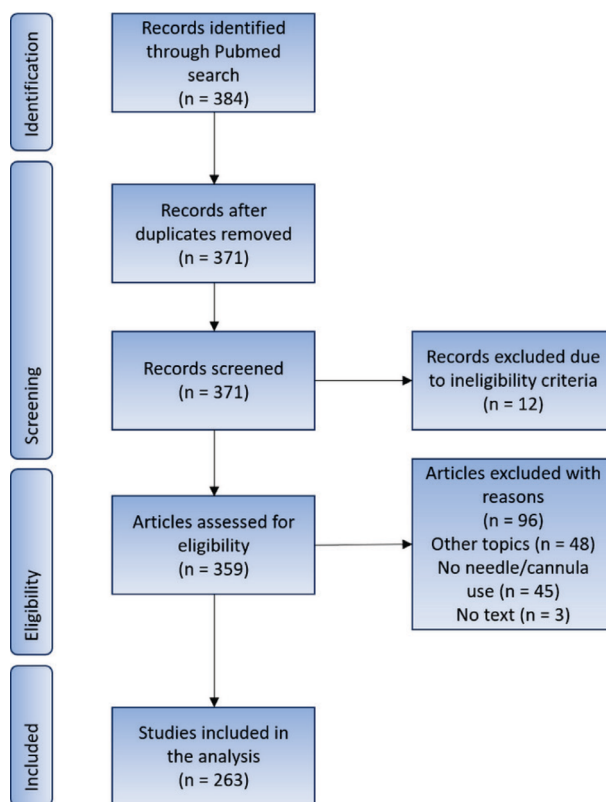 Identification
Records identified
through Pubmed
search
(n = 384)
Screening
Records after
duplicates removed
(n = 371)
Records screened
(n = 371)
Records excluded due
to ineligibility criteria
(n = 12)
Eligibility
Articles assessed for
eligibility
(n = 359)
Articles excluded with
reasons
(n = 96)
Other topics (n = 48)
No needle/cannula
use (n = 45)
No text (n = 3)
Included
Studies included in
the analysis
(n = 263)